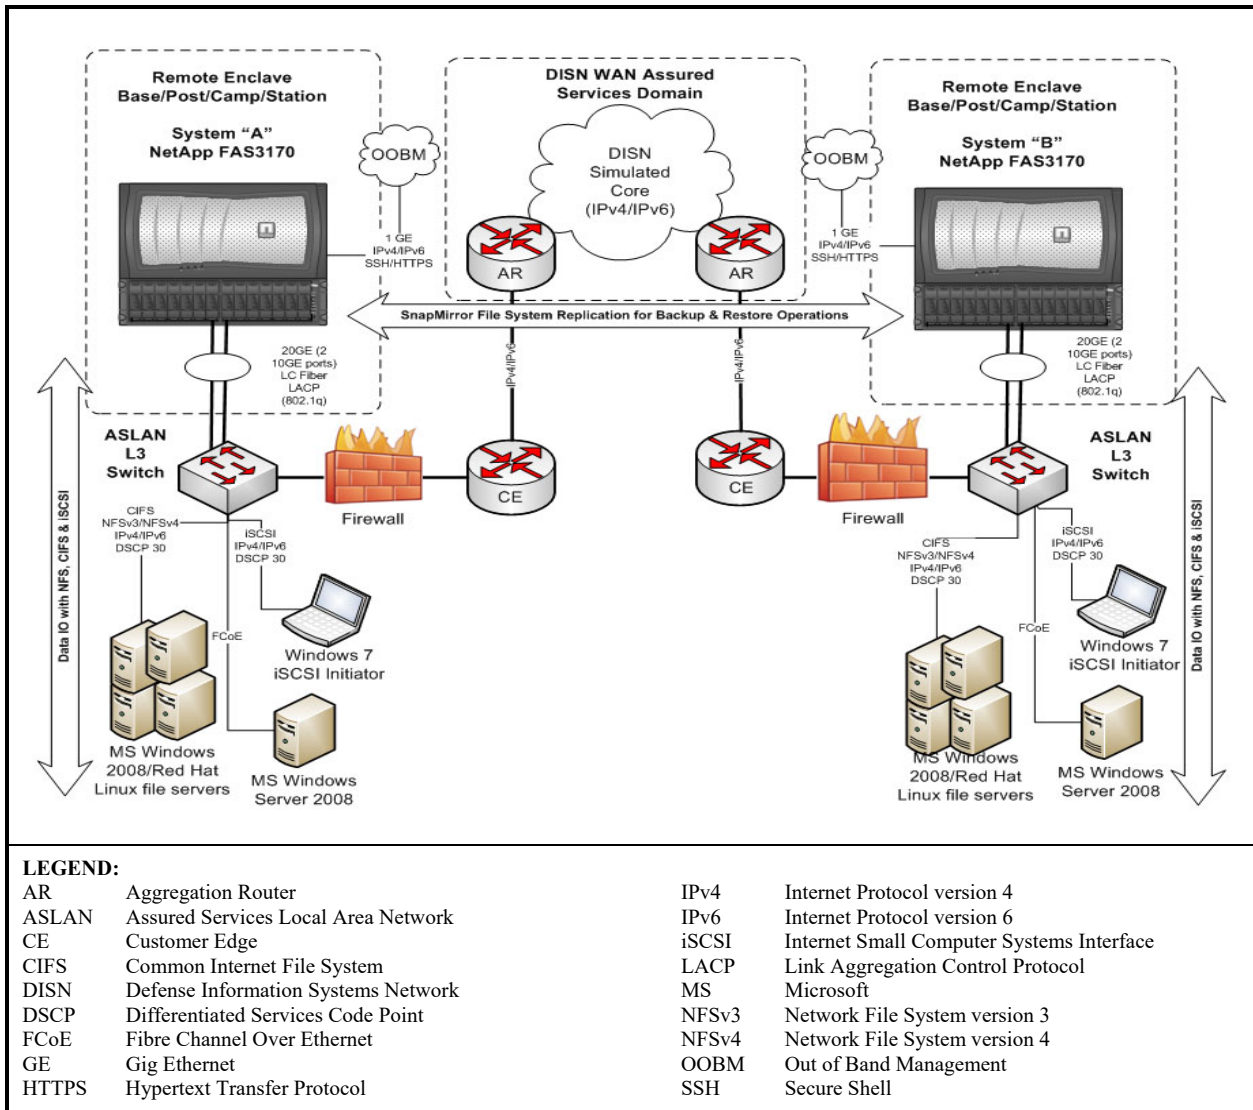 Remote Enclave
Base/Post/Camp/Station
System "A"
NetApp FAS3170
OOBM
1 GE
IPv4/IPv6
SSH/HTTPS
DISN WAN Assured
Services Domain
DISN
Simulated
Core
(IPv4/IPv6)
AR
AR
OOBM
1 GE
IPv4/IPv6
SSH/HTTPS
Remote Enclave
Base/Post/Camp/Station
System "B"
NetApp FAS3170
SnapMirror File System Replication for Backup & Restore Operations
20GE (2
10GE ports)
LC Fiber
LACP
(802.1q)
IPv4/IPv6
IPv4/IPv6
20GE (2
10GE ports)
LC Fiber
LACP
(802.1q)
Data IO with NFS, CIFS & iSCSI
ASLAN
L3
Switch
Firewall
CE
CE
Firewall
ASLAN
L3
Switch
Data IO with NFS, CIFS & iSCSI
CIFS
NFSv3/NFSv4
IPv4/IPv6
DSCP 30
iSCSI
IPv4/IPv6
DSCP 30
FCoE
Windows 7
iSCSI Initiator
MS Windows
2008/Red Hat
Linux file servers
MS Windows
Server 2008
CIFS
NFSv3/NFSv4
IPv4/IPv6
DSCP 30
iSCSI
IPv4/IPv6
DSCP 30
FCoE
Windows 7
iSCSI Initiator
MS Windows
2008/Red Hat
Linux file servers
MS Windows
Server 2008
LEGEND:
AR Aggregation Router
ASLAN Assured Services Local Area Network
CE Customer Edge
CIFS Common Internet File System
DISN Defense Information Systems Network
DSCP Differentiated Services Code Point
FCoE Fibre Channel Over Ethernet
GE Gig Ethernet
HTTPS Hypertext Transfer Protocol
IPv4 Internet Protocol version 4
IPv6 Internet Protocol version 6
iSCSI Internet Small Computer Systems Interface
LACP Link Aggregation Control Protocol
MS Microsoft
NFSv3 Network File System version 3
NFSv4 Network File System version 4
OOBM Out of Band Management
SSH Secure Shell